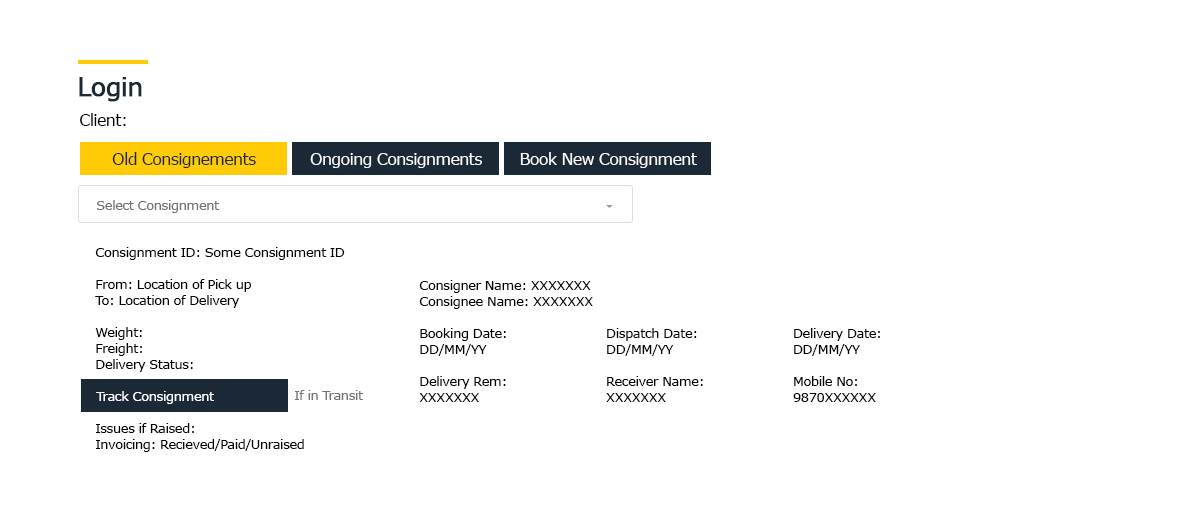 Login
Client:
Old Consignements
Ongoing Consignments
Book New Consignment
Select Consignment
Consignment ID: Some Consignment ID
From: Location of Pick up
To: Location of Delivery
Consigner Name: XXXXXXX
Consignee Name: XXXXXXX
Weight:
Freight:
Delivery Status:
Booking Date:
DD/MM/YY
Dispatch Date:
DD/MM/YY
Delivery Date:
DD/MM/YY
Track Consignment
If in Transit
Delivery Rem:
XXXXXXX
Receiver Name:
XXXXXXX
Mobile No:
9870XXXXXX
Issues if Raised:
Invoicing: Recieved/Paid/Unraised